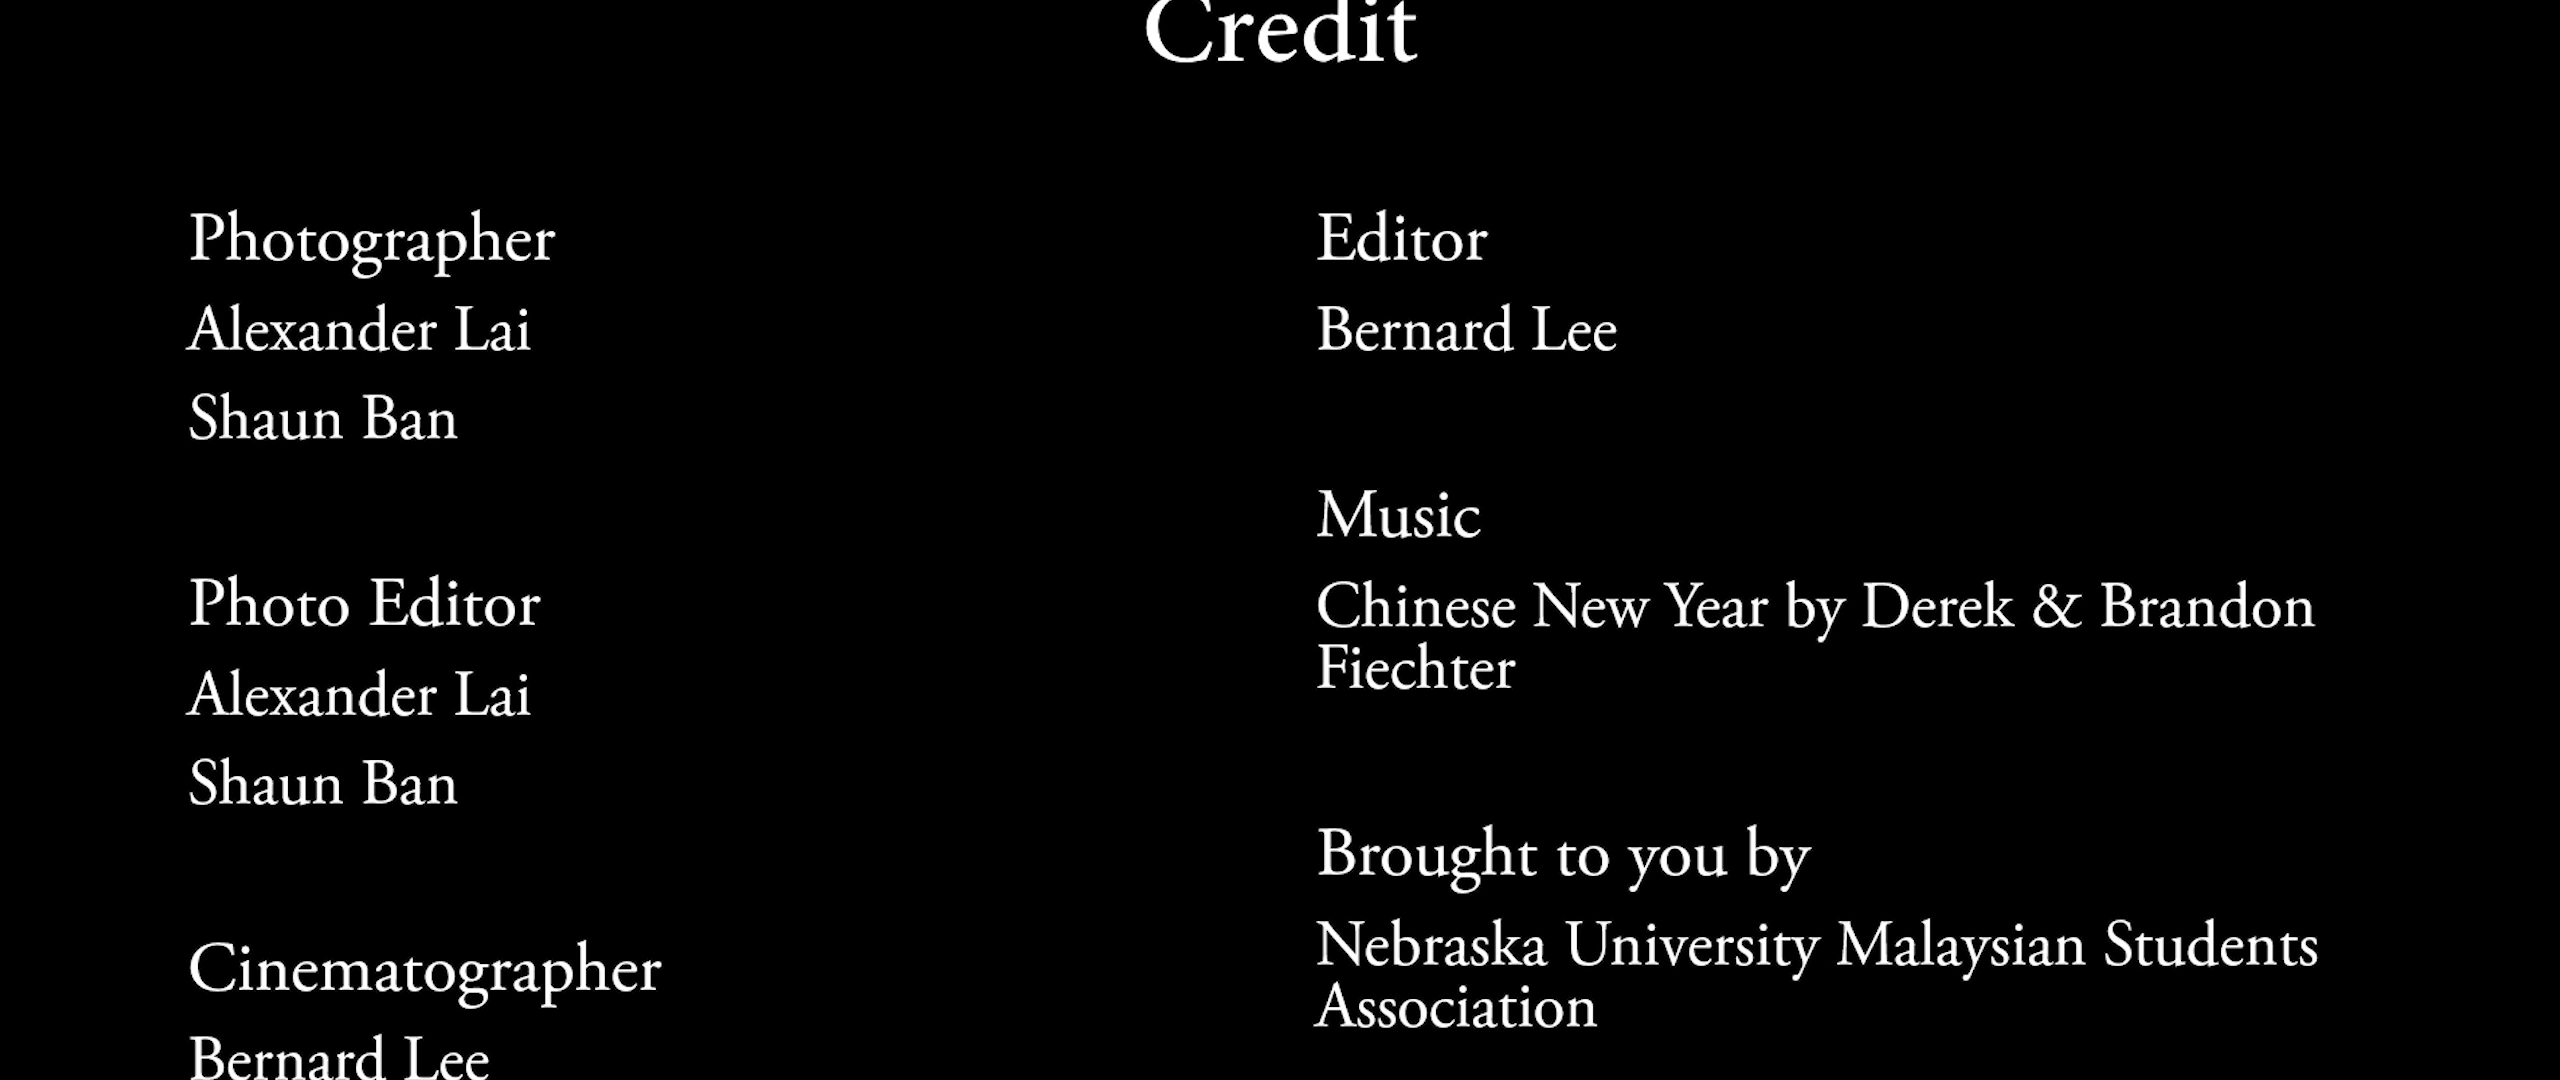 Credit
Photographer
Alexander Lai
Shaun Ban
Photo Editor
Alexander Lai
Shaun Ban
Cinematographer
Bernard Lee
Editor
Bernard Lee
Music
Chinese New Year by Derek & Brandon
Fiechter
Brought to you by
Nebraska University Malaysian Students
Association